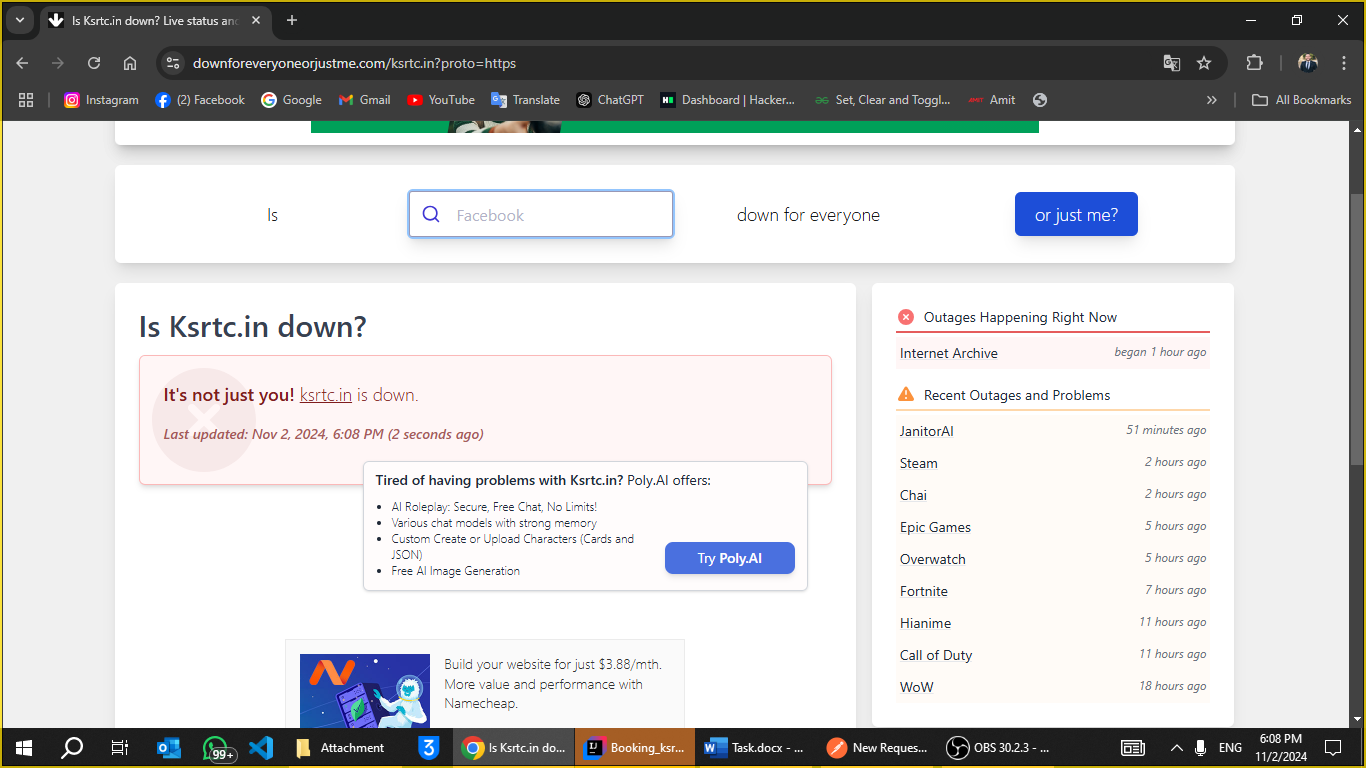 Is Ksrtc.in down? Live status and
downforeveryoneorjustme.com/ksrtc.in?proto=https
Instagram
(2) Facebook
Google
Gmail
YouTube
Translate
ChatGPT
Dashboard | Hacker...
Set, Clear and Toggl...
Amit
All Bookmarks
Is
Facebook
down for everyone
or just me?
Is Ksrtc.in down?
It's not just you! ksrtc.in is down.
Last updated: Nov 2, 2024, 6:08 PM (2 seconds ago)
Tired of having problems with Ksrtc.in? Poly.AI offers:
• AI Roleplay: Secure, Free Chat, No Limits!
• Various chat models with strong memory
• Custom Create or Upload Characters (Cards and
JSON)
• Free AI Image Generation
Try Poly.AI
Build your website for just $3.88/mth.
More value and performance with
Namecheap.
Outages Happening Right Now
Internet Archive began 1 hour ago
Recent Outages and Problems
JanitorAI 51 minutes ago
Steam 2 hours ago
Chai 2 hours ago
Epic Games 5 hours ago
Overwatch 5 hours ago
Fortnite 7 hours ago
Hianime 11 hours ago
Call of Duty 11 hours ago
WoW 18 hours ago
99+
Attachment
Is Ksrtc.in do...
Booking_ksr...
Task.docx - ...
New Reques...
OBS 30.2.3 - ...
ENG
6:08 PM
11/2/2024